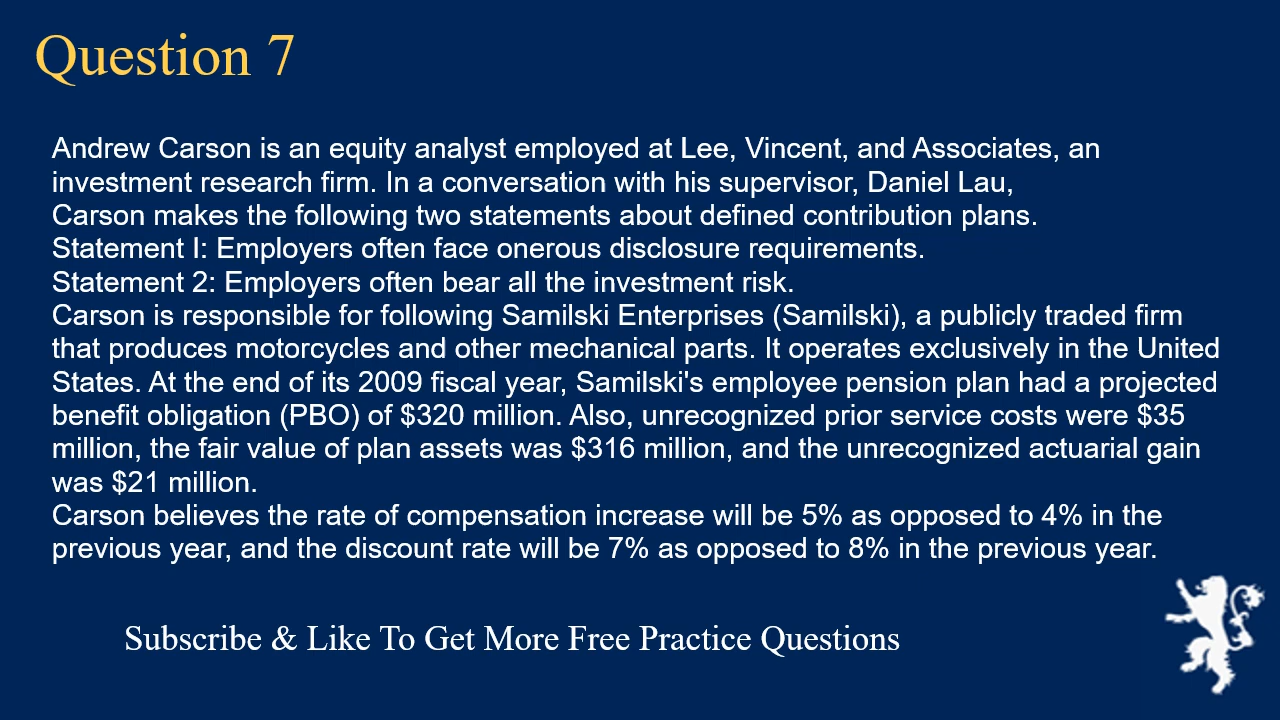 Question 7
Andrew Carson is an equity analyst employed at Lee, Vincent, and Associates, an
investment research firm. In a conversation with his supervisor, Daniel Lau,
Carson makes the following two statements about defined contribution plans.
Statement I: Employers often face onerous disclosure requirements.
Statement 2: Employers often bear all the investment risk.
Carson is responsible for following Samilski Enterprises (Samilski), a publicly traded firm
that produces motorcycles and other mechanical parts. It operates exclusively in the United
States. At the end of its 2009 fiscal year, Samilski's employee pension plan had a projected
benefit obligation (PBO) of $320 million. Also, unrecognized prior service costs were $35
million, the fair value of plan assets was $316 million, and the unrecognized actuarial gain
was $21 million.
Carson believes the rate of compensation increase will be 5% as opposed to 4% in the
previous year, and the discount rate will be 7% as opposed to 8% in the previous year.
Subscribe & Like To Get More Free Practice Questions